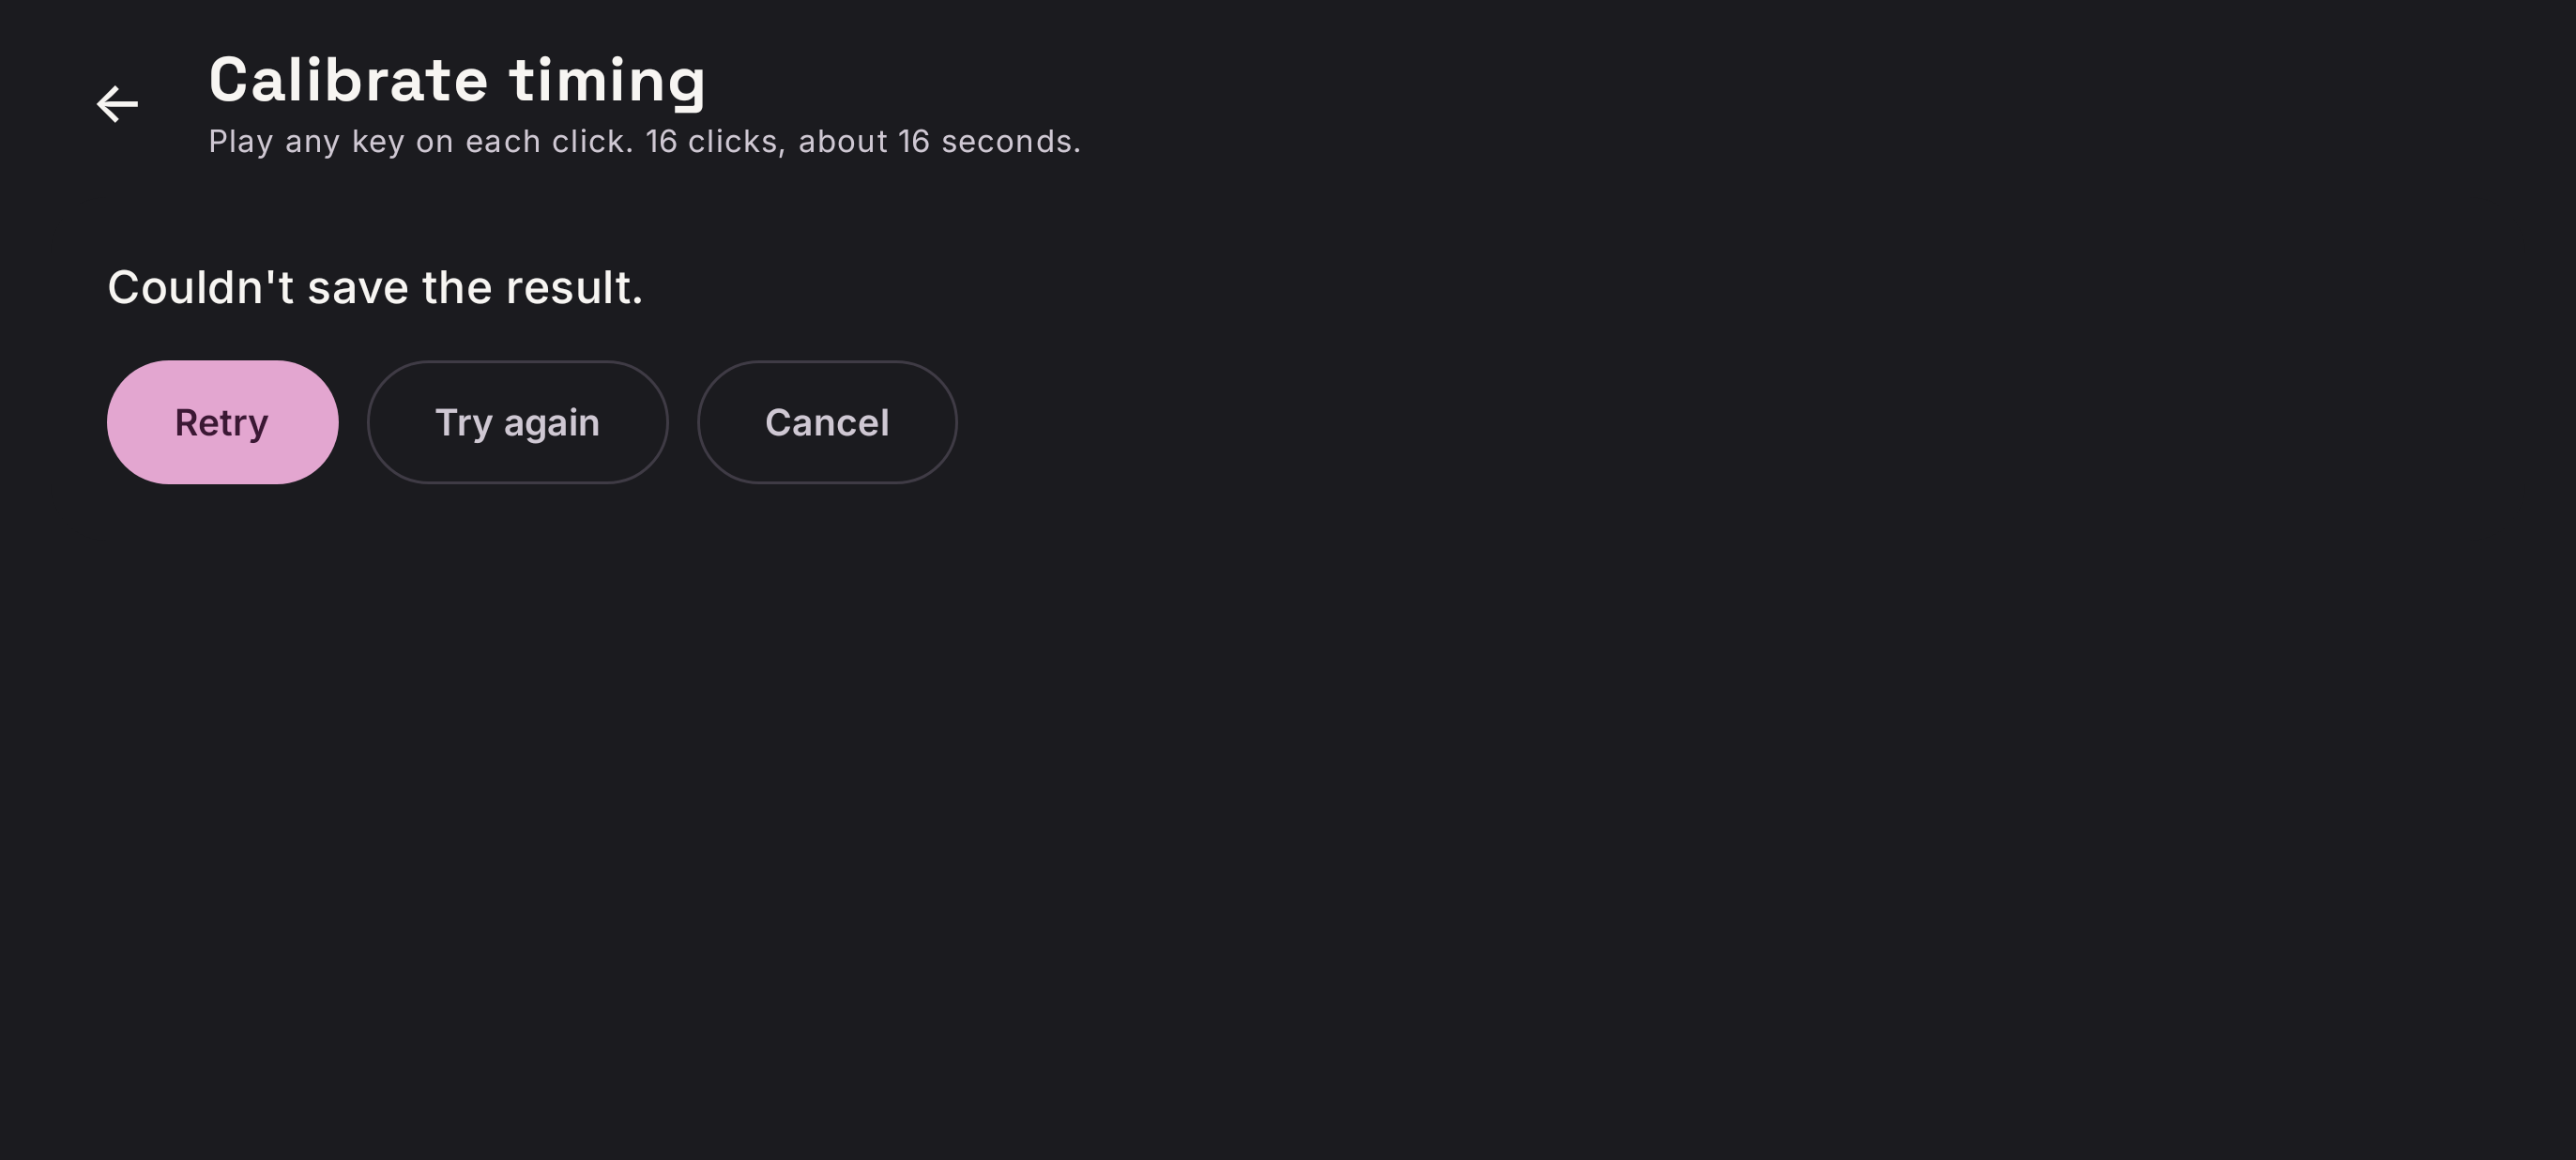 Calibrate timing
Play any key on each click. 16 clicks, about 16 seconds.
Couldn't save the result.
Retry
Try again
Cancel